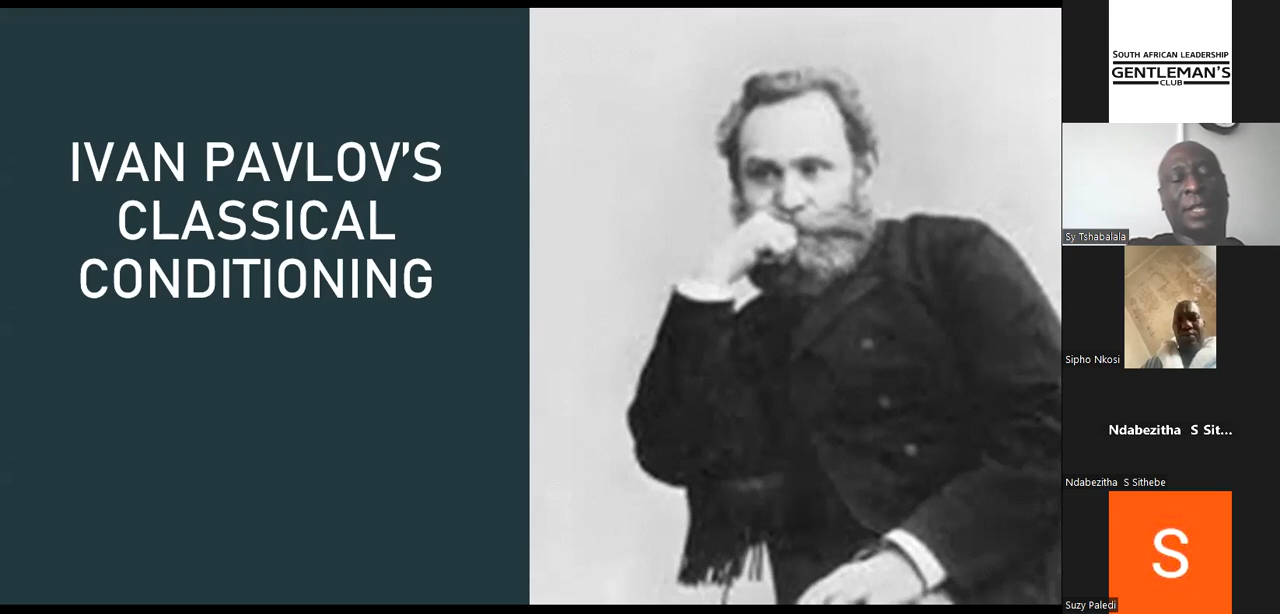 IVAN PAVLOV’S
CLASSICAL
CONDITIONING
SOUTH AFRICAN LEADERSHIP
GENTLEMAN'S
CLUB
Sy Tshabalala
Sipho Nkosi
Ndabezitha S Sit...
Ndabezitha S Sithebe
S
Suzy Paledi